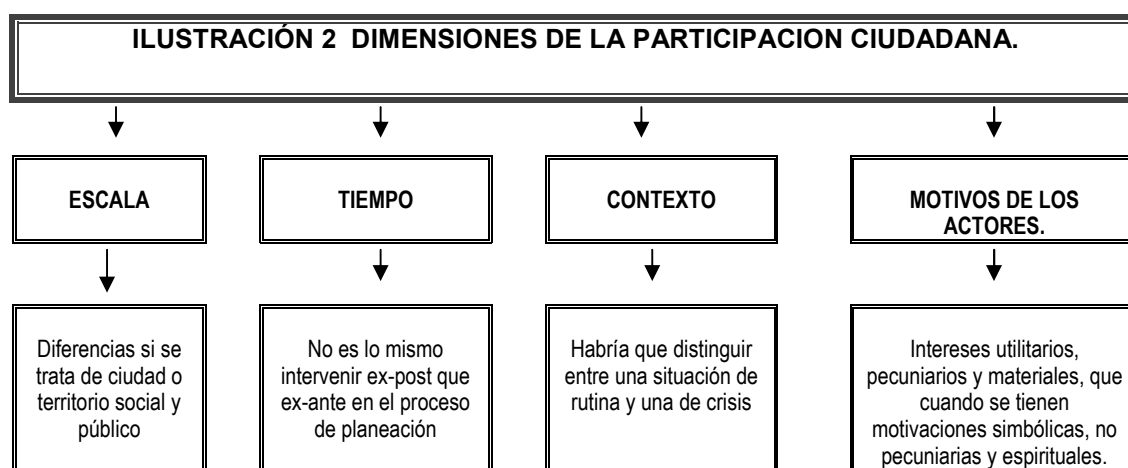 ILUSTRACIÓN 2 DIMENSIONES DE LA PARTICIPACION CIUDADANA.
ESCALA
TIEMPO
CONTEXTO
MOTIVOS DE LOS
ACTORES.
Diferencias si se
trata de ciudad o
territorio social y
público
No es lo mismo
intervenir ex-post que
ex-ante en el proceso
de planeación
Habría que distinguir
entre una situación de
rutina y una de crisis
Intereses utilitarios,
pecuniarios y materiales, que
cuando se tienen
motivaciones simbólicas, no
pecuniarias y espirituales.